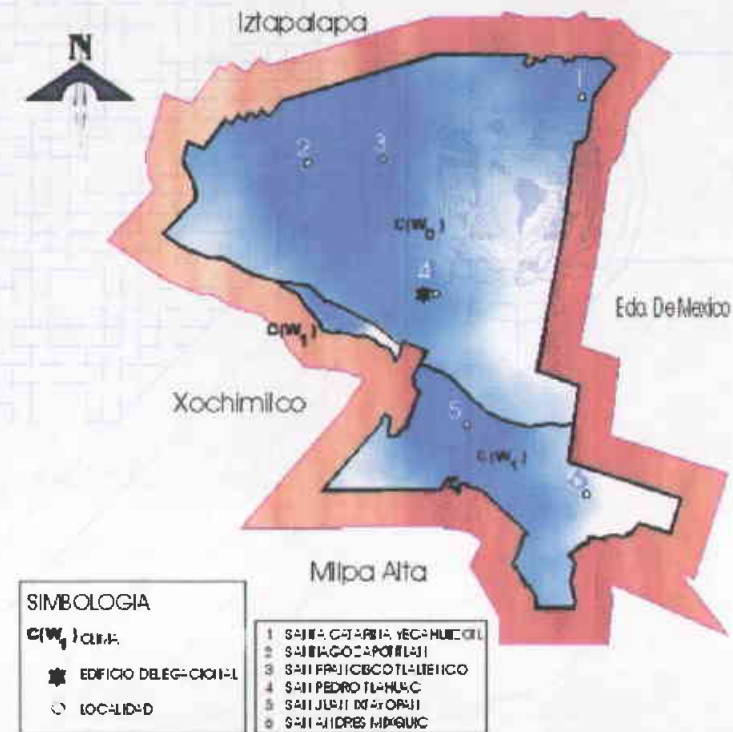 Iztapalapa
N
1
2
3
C(W₀)
4
Edo. De Mexico
C(W₁)
Xochimilco
5
C(W₁)
6
Milpa Alta
SIMBOLOGIA
C(W₁) CLIMA
EDIFICIO DELEGACIONAL
LOCALIDAD
1 SANTA CATARINA YECAHUIZOTL
2 SANTIAGO ZAPOTITLAN
3 SAN FRANCISCO TLALTENCO
4 SAN PEDRO TLAHUAC
5 SAN JUAN IXTAYOPAN
6 SAN ANDRES MIXQUIC